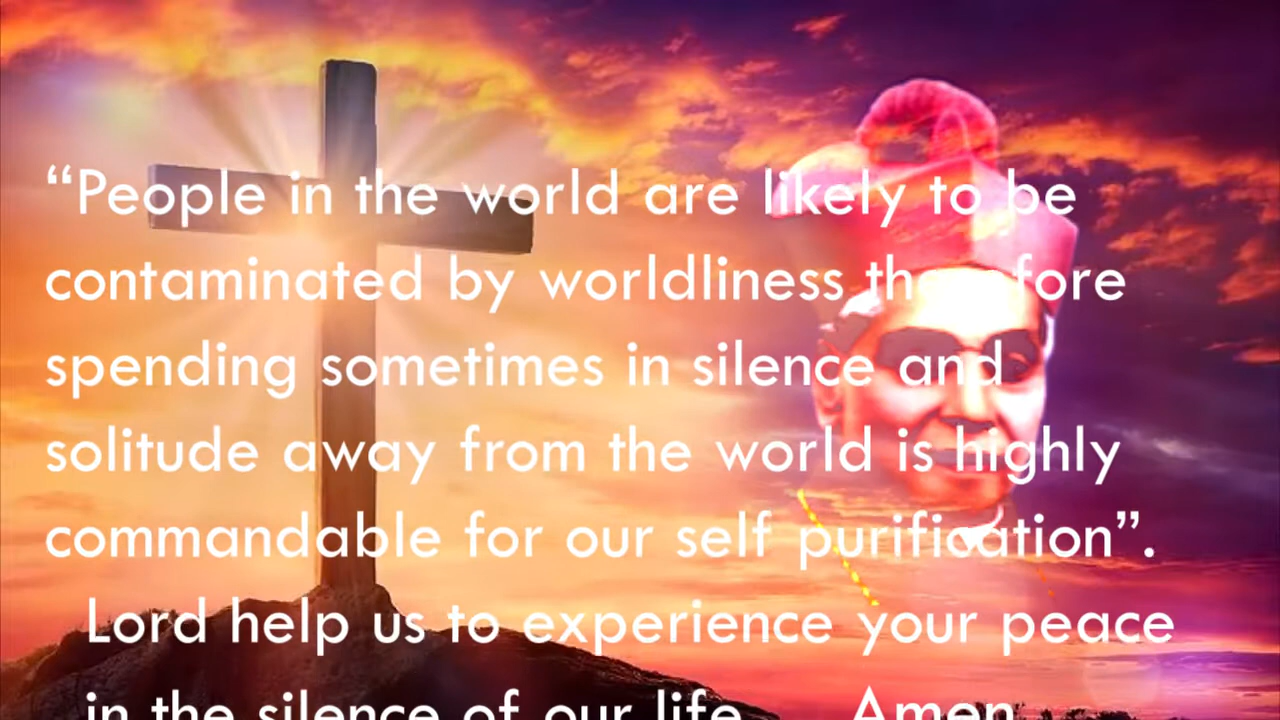 “People in the world are likely to be
contaminated by worldliness therefore
spending sometimes in silence and
solitude away from the world is highly
commandable for our self purification”.
Lord help us to experience your peace
in the silence of our life.... Amen